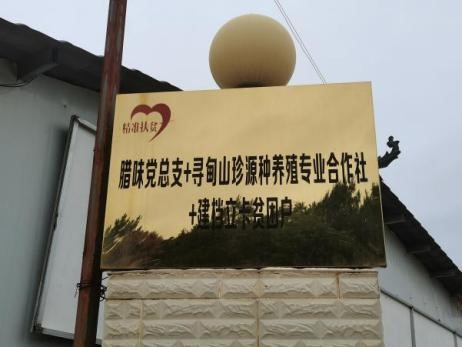 精准扶贫
腊味党总支+寻甸山珍源种养殖专业合作社
+建档立卡贫困户